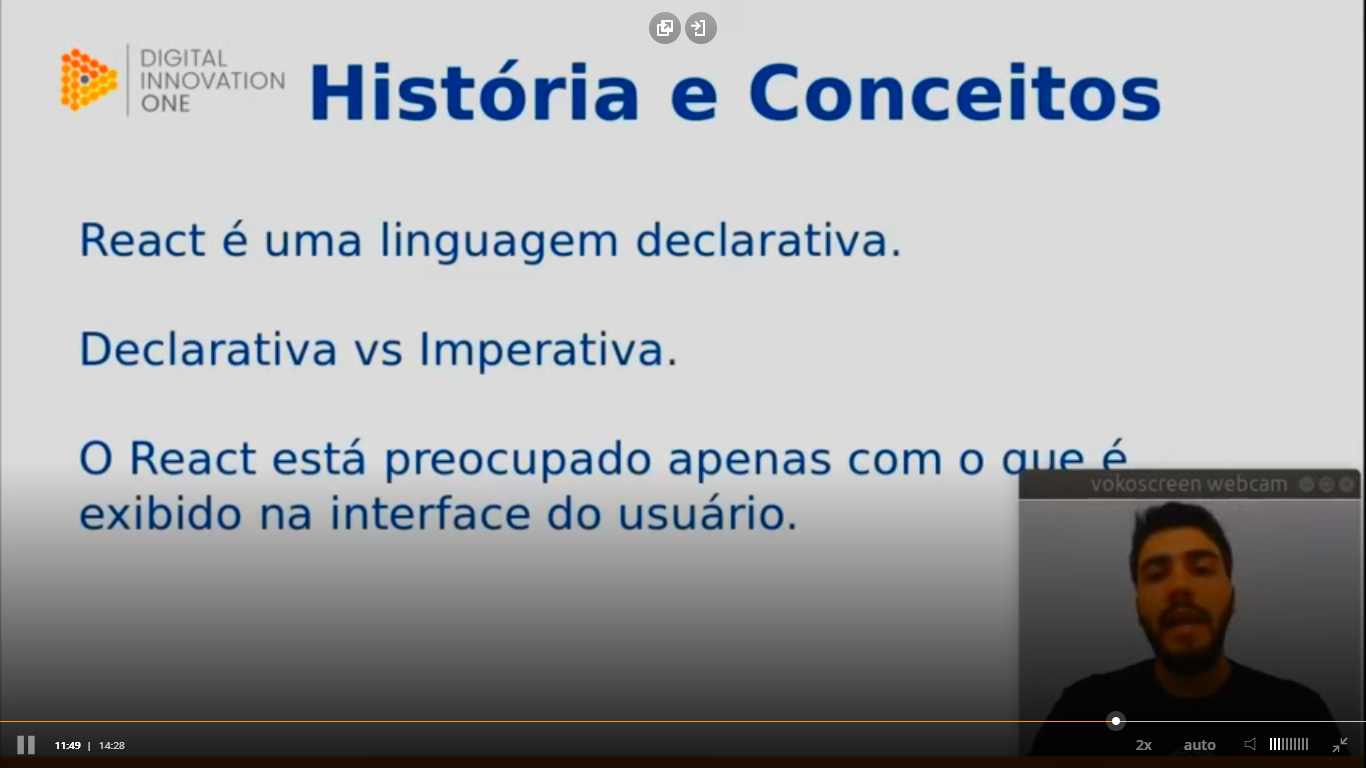 DIGITAL
INNOVATION
ONE
História e Conceitos
React é uma linguagem declarativa.
Declarativa vs Imperativa.
O React está preocupado apenas com o que é
exibido na interface do usuário.
vokoscreen webcam
11:49 | 14:28
2x
auto